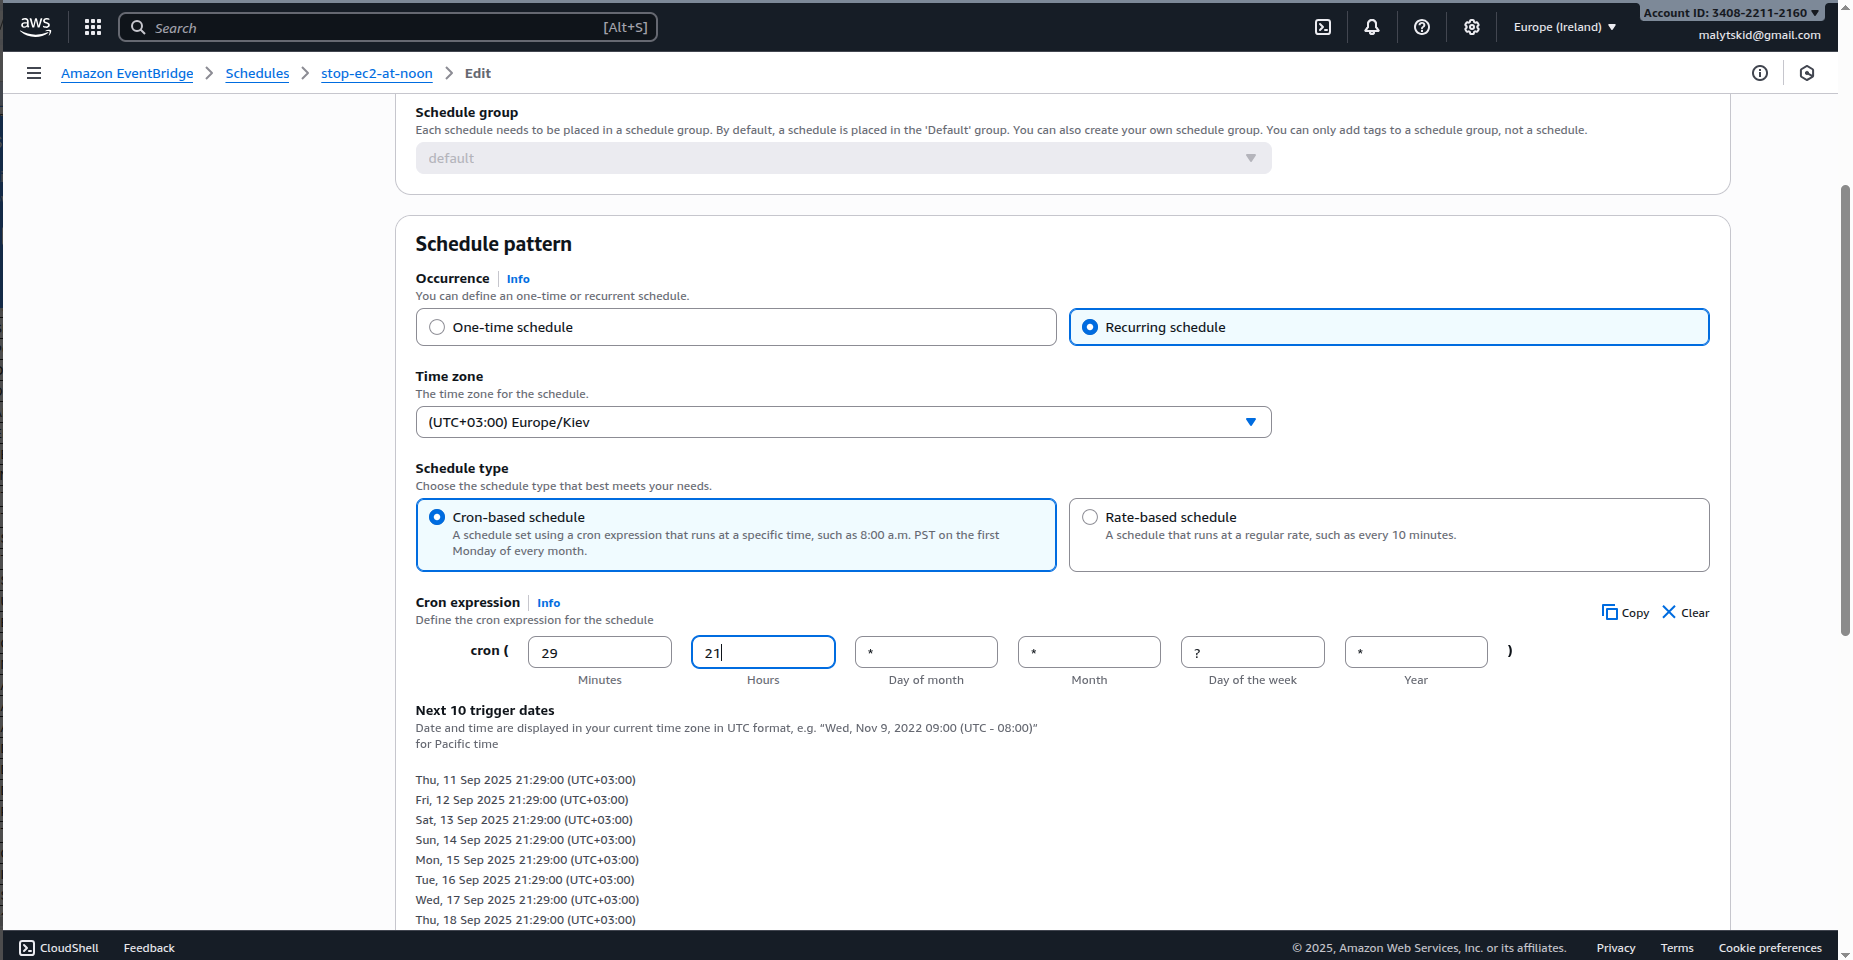 aws
Search [Alt+S]
Europe (Ireland)
Account ID: 3408-2211-2160
malytskid@gmail.com
Amazon EventBridge > Schedules > stop-ec2-at-noon > Edit
Schedule group
Each schedule needs to be placed in a schedule group. By default, a schedule is placed in the 'Default' group. You can also create your own schedule group. You can only add tags to a schedule group, not a schedule.
default
Schedule pattern
Occurrence Info
You can define an one-time or recurrent schedule.
One-time schedule
Recurring schedule
Time zone
The time zone for the schedule.
(UTC+03:00) Europe/Kiev
Schedule type
Choose the schedule type that best meets your needs.
Cron-based schedule
A schedule set using a cron expression that runs at a specific time, such as 8:00 a.m. PST on the first
Monday of every month.
Rate-based schedule
A schedule that runs at a regular rate, such as every 10 minutes.
Cron expression Info
Define the cron expression for the schedule
Copy Clear
cron ( 29 21 * * ? * )
Minutes Hours Day of month Month Day of the week Year
Next 10 trigger dates
Date and time are displayed in your current time zone in UTC format, e.g. “Wed, Nov 9, 2022 09:00 (UTC - 08:00)”
for Pacific time
Thu, 11 Sep 2025 21:29:00 (UTC+03:00)
Fri, 12 Sep 2025 21:29:00 (UTC+03:00)
Sat, 13 Sep 2025 21:29:00 (UTC+03:00)
Sun, 14 Sep 2025 21:29:00 (UTC+03:00)
Mon, 15 Sep 2025 21:29:00 (UTC+03:00)
Tue, 16 Sep 2025 21:29:00 (UTC+03:00)
Wed, 17 Sep 2025 21:29:00 (UTC+03:00)
Thu, 18 Sep 2025 21:29:00 (UTC+03:00)
CloudShell Feedback © 2025, Amazon Web Services, Inc. or its affiliates. Privacy Terms Cookie preferences